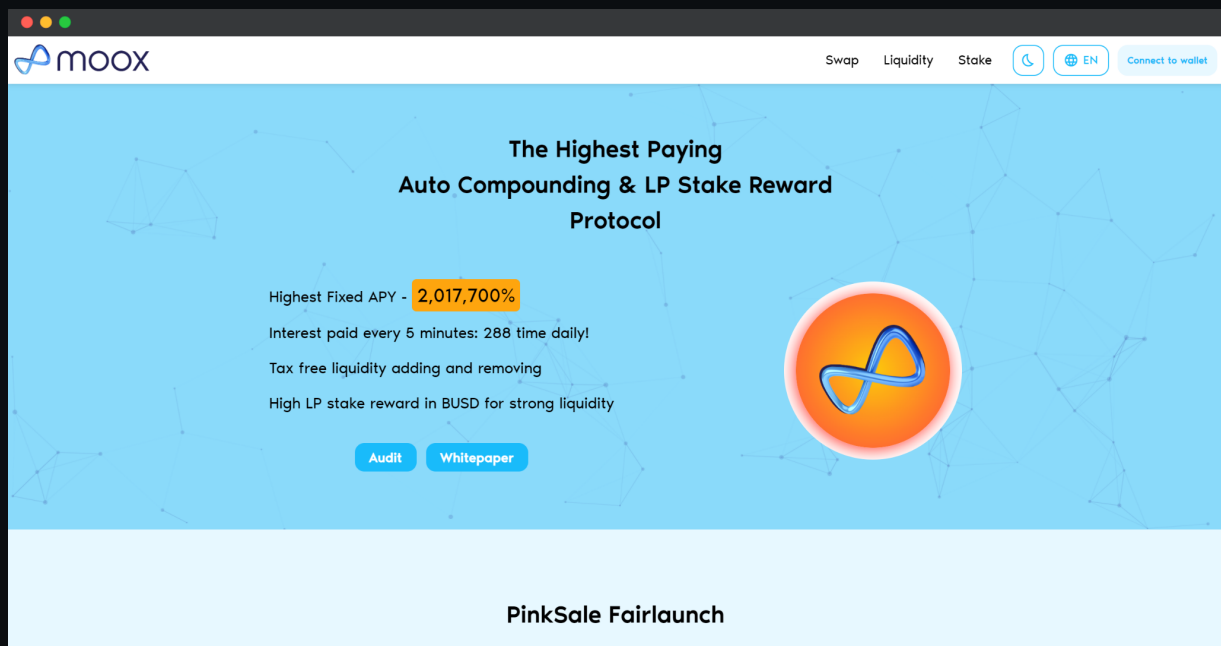 moox
Swap Liquidity Stake EN Connect to wallet
The Highest Paying
Auto Compounding & LP Stake Reward
Protocol
Highest Fixed APY - 2,017,700%
Interest paid every 5 minutes: 288 time daily!
Tax free liquidity adding and removing
High LP stake reward in BUSD for strong liquidity
Audit Whitepaper
PinkSale Fairlaunch